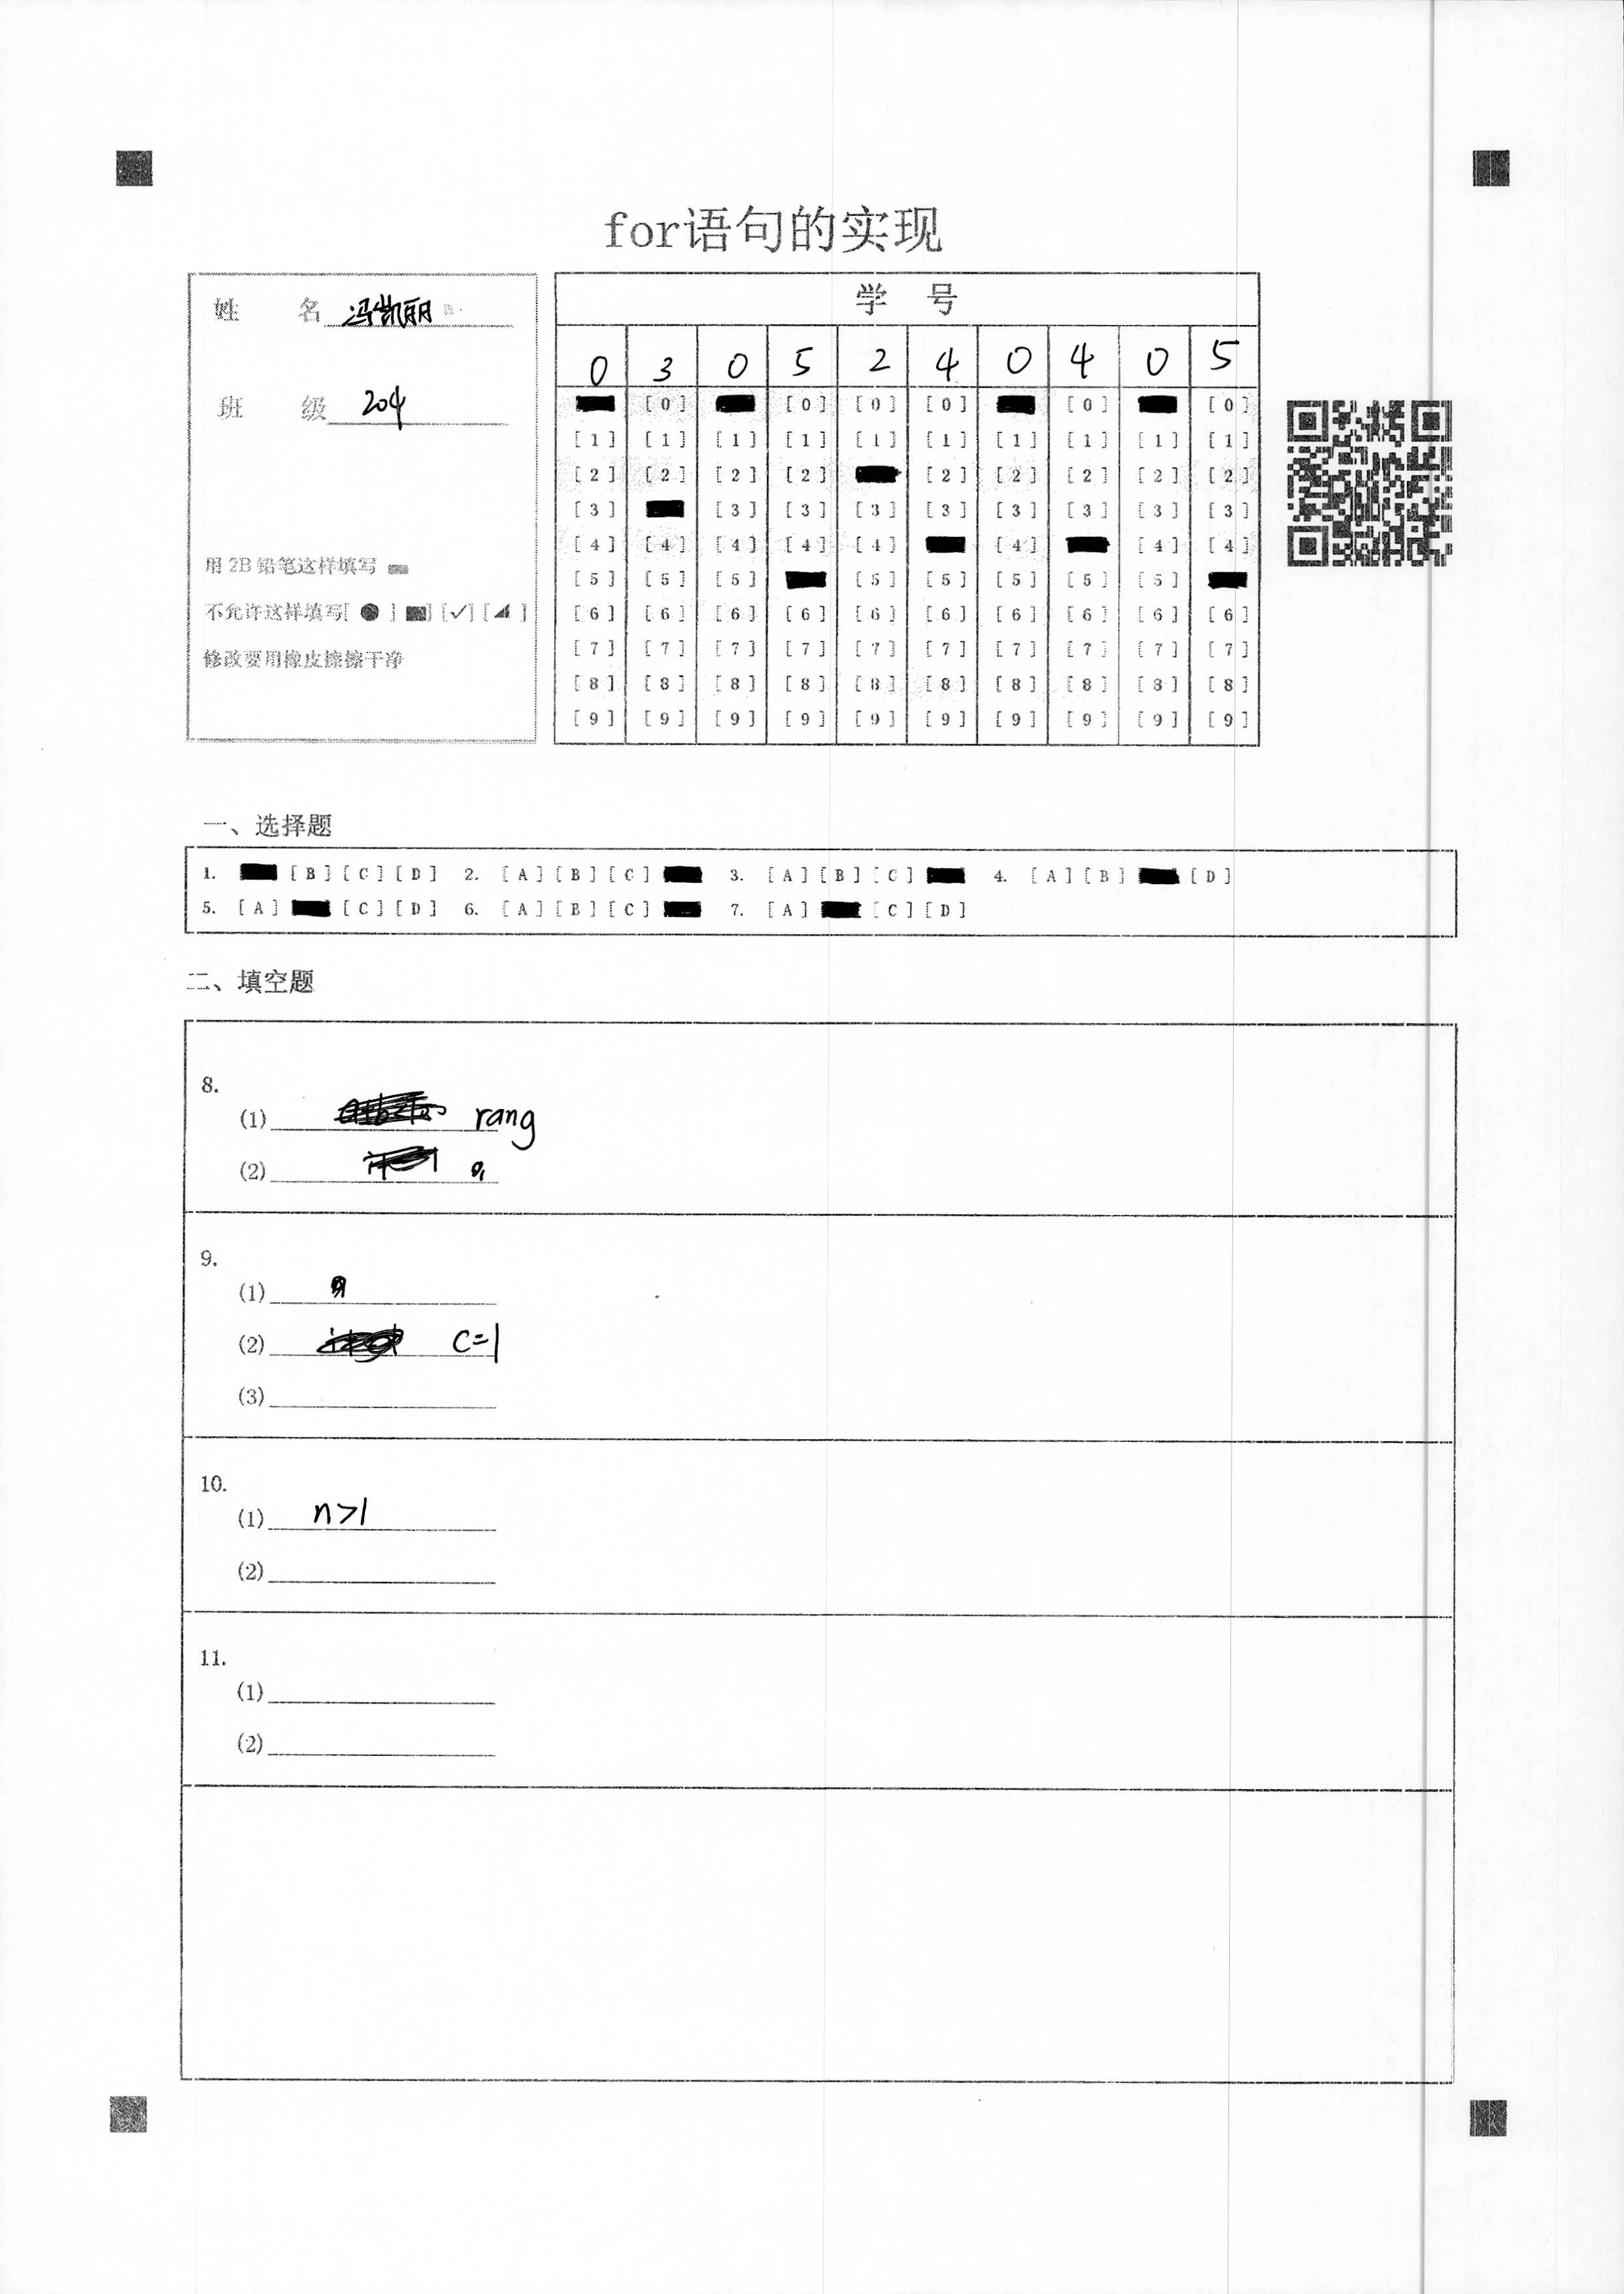 for语句的实现
姓 名 冯凯丽
班 级 204
用2B铅笔这样填写
不允许这样填写[ ● ] ■] [✓] [◢ ]
修改要用橡皮擦擦干净
学 号
0 3 0 5 2 4 0 4 0 5
[0] [0] [0] [0] [0] [0]
[1] [1] [1] [1] [1] [1] [1] [1] [1] [1]
[2] [2] [2] [2] [2] [2] [2] [2] [2]
[3] [3] [3] [3] [3] [3] [3] [3] [3]
[4] [4] [4] [4] [4] [4] [4] [4]
[5] [5] [5] [5] [5] [5] [5] [5]
[6] [6] [6] [6] [6] [6] [6] [6] [6] [6]
[7] [7] [7] [7] [7] [7] [7] [7] [7] [7]
[8] [8] [8] [8] [8] [8] [8] [8] [8] [8]
[9] [9] [9] [9] [9] [9] [9] [9] [9] [9]
一、选择题
1. [B] [C] [D] 2. [A] [B] [C] 3. [A] [B] [C] 4. [A] [B] [D]
5. [A] [C] [D] 6. [A] [B] [C] 7. [A] [C] [D]
二、填空题
8.
(1) rang
(2)
9.
(1)
(2) c=1
(3)
10.
(1) n>1
(2)
11.
(1)
(2)